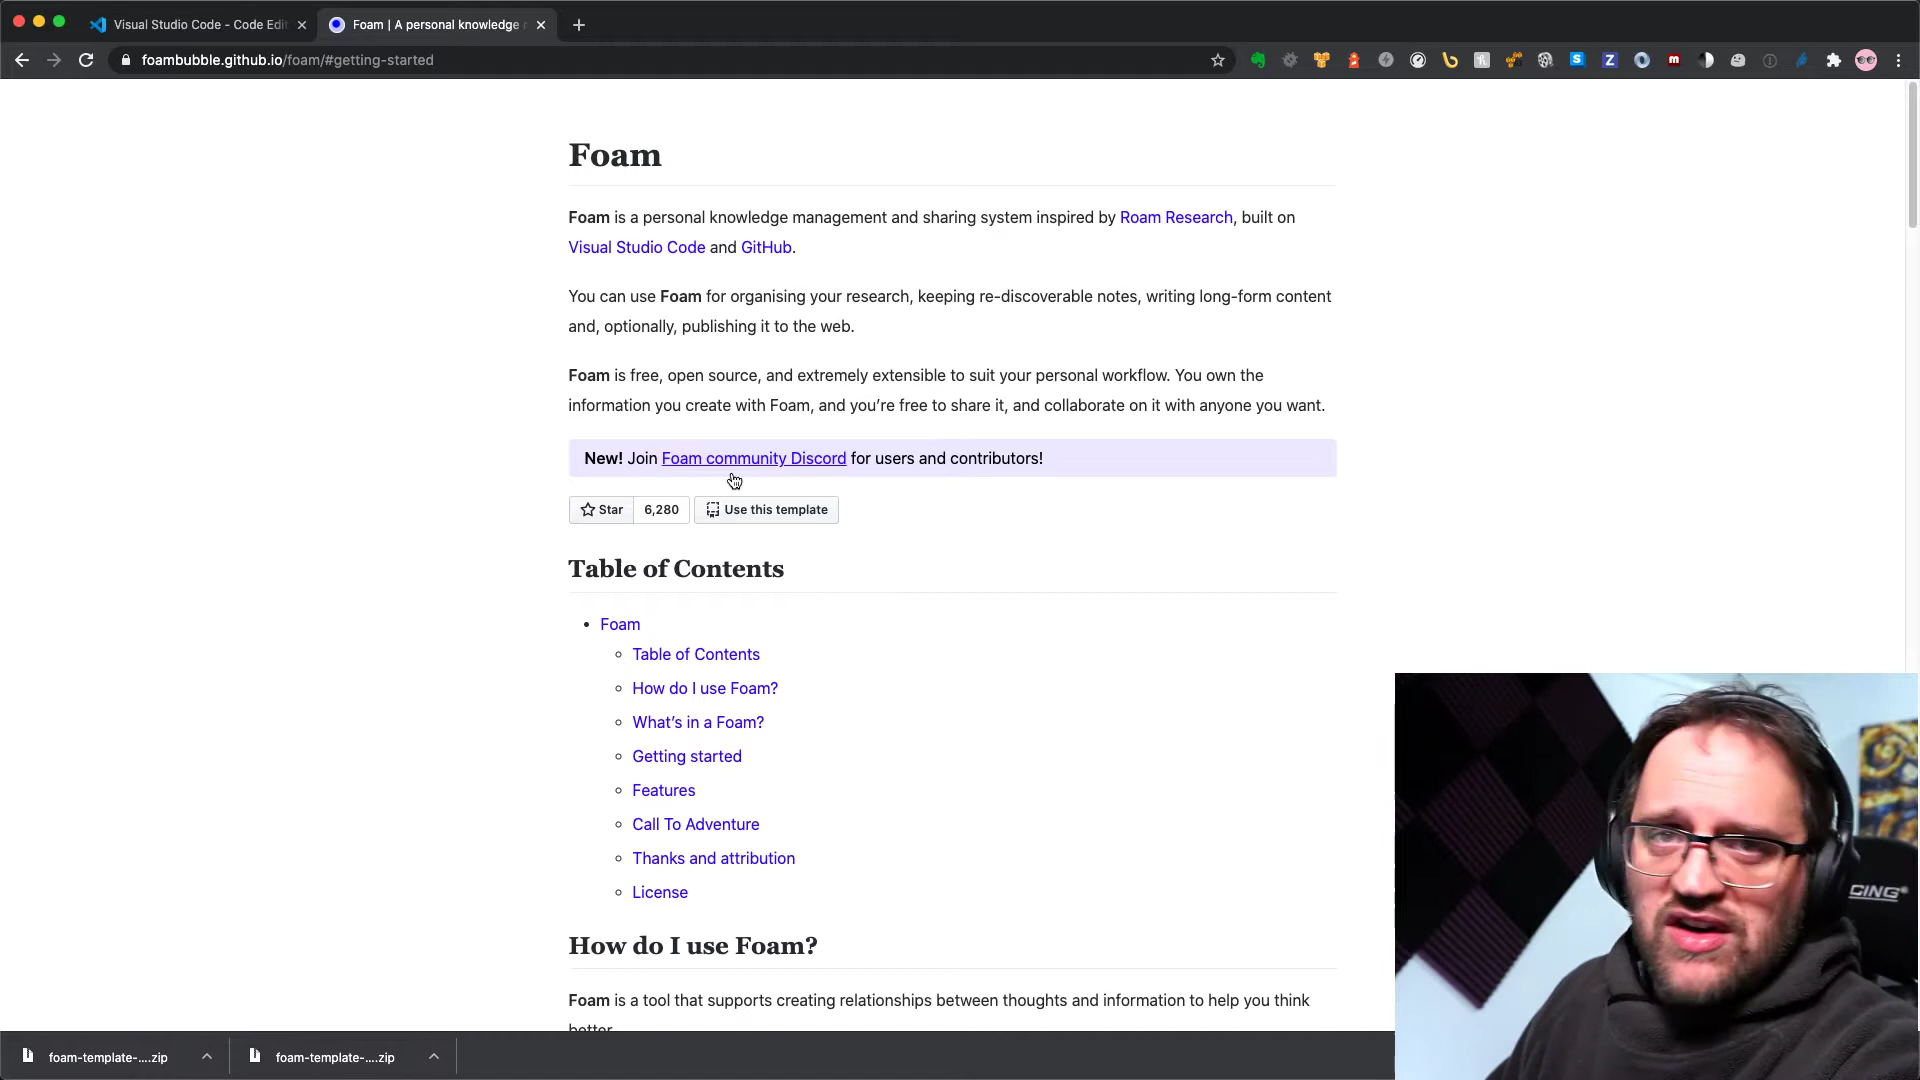 Visual Studio Code - Code Edit
Foam | A personal knowledge
foambubble.github.io/foam/#getting-started
Foam
Foam is a personal knowledge management and sharing system inspired by Roam Research, built on
Visual Studio Code and GitHub.
You can use Foam for organising your research, keeping re-discoverable notes, writing long-form content
and, optionally, publishing it to the web.
Foam is free, open source, and extremely extensible to suit your personal workflow. You own the
information you create with Foam, and you’re free to share it, and collaborate on it with anyone you want.
New! Join Foam community Discord for users and contributors!
Star 6,280 Use this template
Table of Contents
• Foam
◦ Table of Contents
◦ How do I use Foam?
◦ What’s in a Foam?
◦ Getting started
◦ Features
◦ Call To Adventure
◦ Thanks and attribution
◦ License
How do I use Foam?
Foam is a tool that supports creating relationships between thoughts and information to help you think
better.
CING
foam-template-....zip
foam-template-....zip